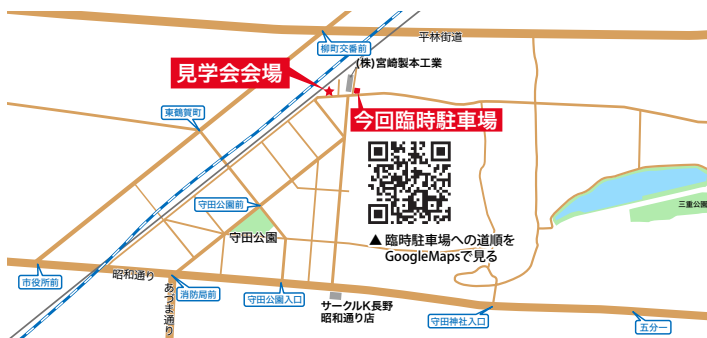 柳町交番前
平林街道
(株)宮崎製本工業
見学会会場
東鶴賀町
今回臨時駐車場
守田公園前
三重公園
守田公園
▲ 臨時駐車場への道順を
GoogleMapsで見る
昭和通り
市役所前
消防局前
あづま通り
守田公園入口
サークルK長野
昭和通り店
守田神社入口
五分一